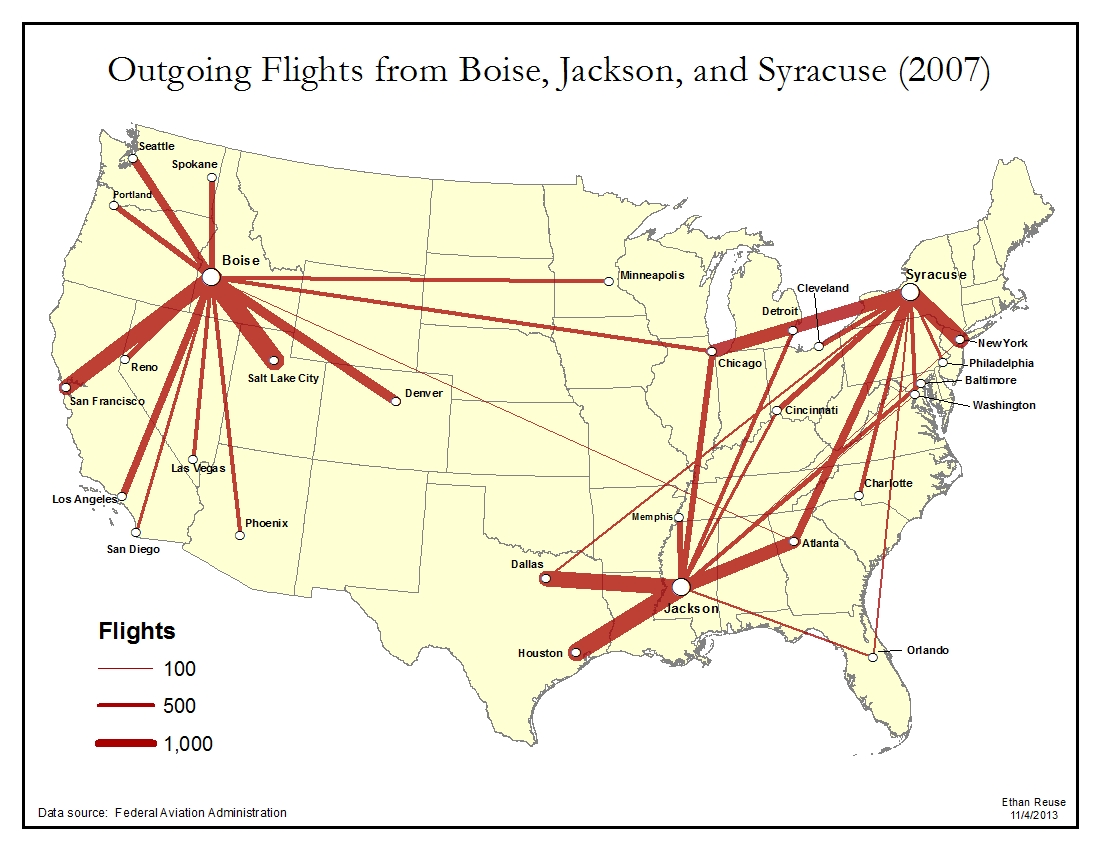 Outgoing Flights from Boise, Jackson, and Syracuse (2007)
Seattle
Spokane
Portland
Boise
Syracuse
Minneapolis
Cleveland
Detroit
New York
Reno
Chicago
Philadelphia
Salt Lake City
Baltimore
San Francisco
Denver
Washington
Cincinnati
Las Vegas
Charlotte
Los Angeles
Memphis
Phoenix
Atlanta
San Diego
Dallas
Jackson
Houston
Orlando
Flights
100
500
1,000
Data source: Federal Aviation Administration
Ethan Reuse
11/4/2013